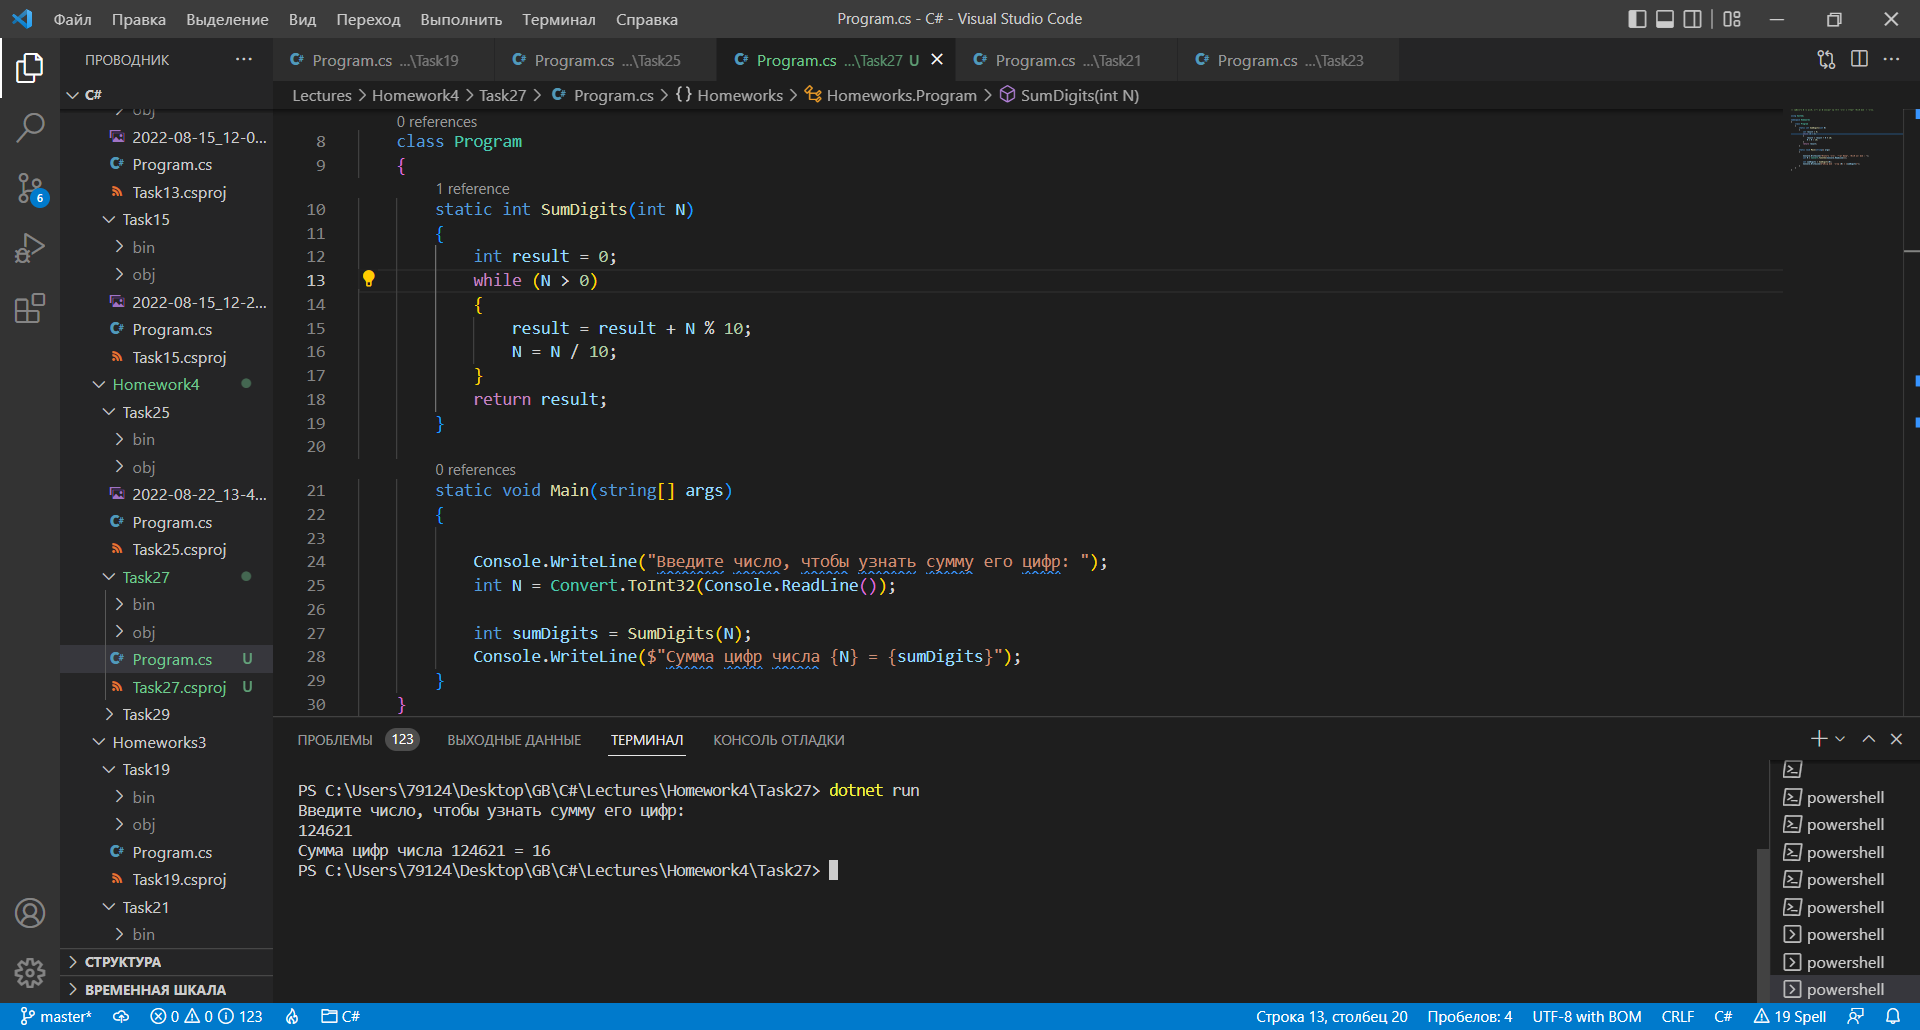 Файл Правка Выделение Вид Переход Выполнить Терминал Справка Program.cs - C# - Visual Studio Code
ПРОВОДНИК
C#
obj
2022-08-15_12-0...
Program.cs
Task13.csproj
Task15
bin
obj
2022-08-15_12-2...
Program.cs
Task15.csproj
Homework4
Task25
bin
obj
2022-08-22_13-4...
Program.cs
Task25.csproj
Task27
bin
obj
Program.cs U
Task27.csproj U
Task29
Homeworks3
Task19
bin
obj
Program.cs
Task19.csproj
Task21
bin
СТРУКТУРА
ВРЕМЕННАЯ ШКАЛА
6
Program.cs ...\Task19 Program.cs ...\Task25 Program.cs ...\Task27 U Program.cs ...\Task21 Program.cs ...\Task23
Lectures > Homework4 > Task27 > Program.cs > {} Homeworks > Homeworks.Program > SumDigits(int N)
0 references
8 class Program
9 {
1 reference
10 static int SumDigits(int N)
11 {
12 int result = 0;
13 while (N > 0)
14 {
15 result = result + N % 10;
16 N = N / 10;
17 }
18 return result;
19 }
20
0 references
21 static void Main(string[] args)
22 {
23
24 Console.WriteLine("Введите число, чтобы узнать сумму его цифр: ");
25 int N = Convert.ToInt32(Console.ReadLine());
26
27 int sumDigits = SumDigits(N);
28 Console.WriteLine($"Сумма цифр числа {N} = {sumDigits}");
29 }
30 }
ПРОБЛЕМЫ 123 ВЫХОДНЫЕ ДАННЫЕ ТЕРМИНАЛ КОНСОЛЬ ОТЛАДКИ
PS C:\Users\79124\Desktop\GB\C#\Lectures\Homework4\Task27> dotnet run
Введите число, чтобы узнать сумму его цифр:
124621
Сумма цифр числа 124621 = 16
PS C:\Users\79124\Desktop\GB\C#\Lectures\Homework4\Task27>
powershell
powershell
powershell
powershell
powershell
powershell
powershell
powershell
master* 0 0 123 C# Строка 13, столбец 20 Пробелов: 4 UTF-8 with BOM CRLF C# 19 Spell